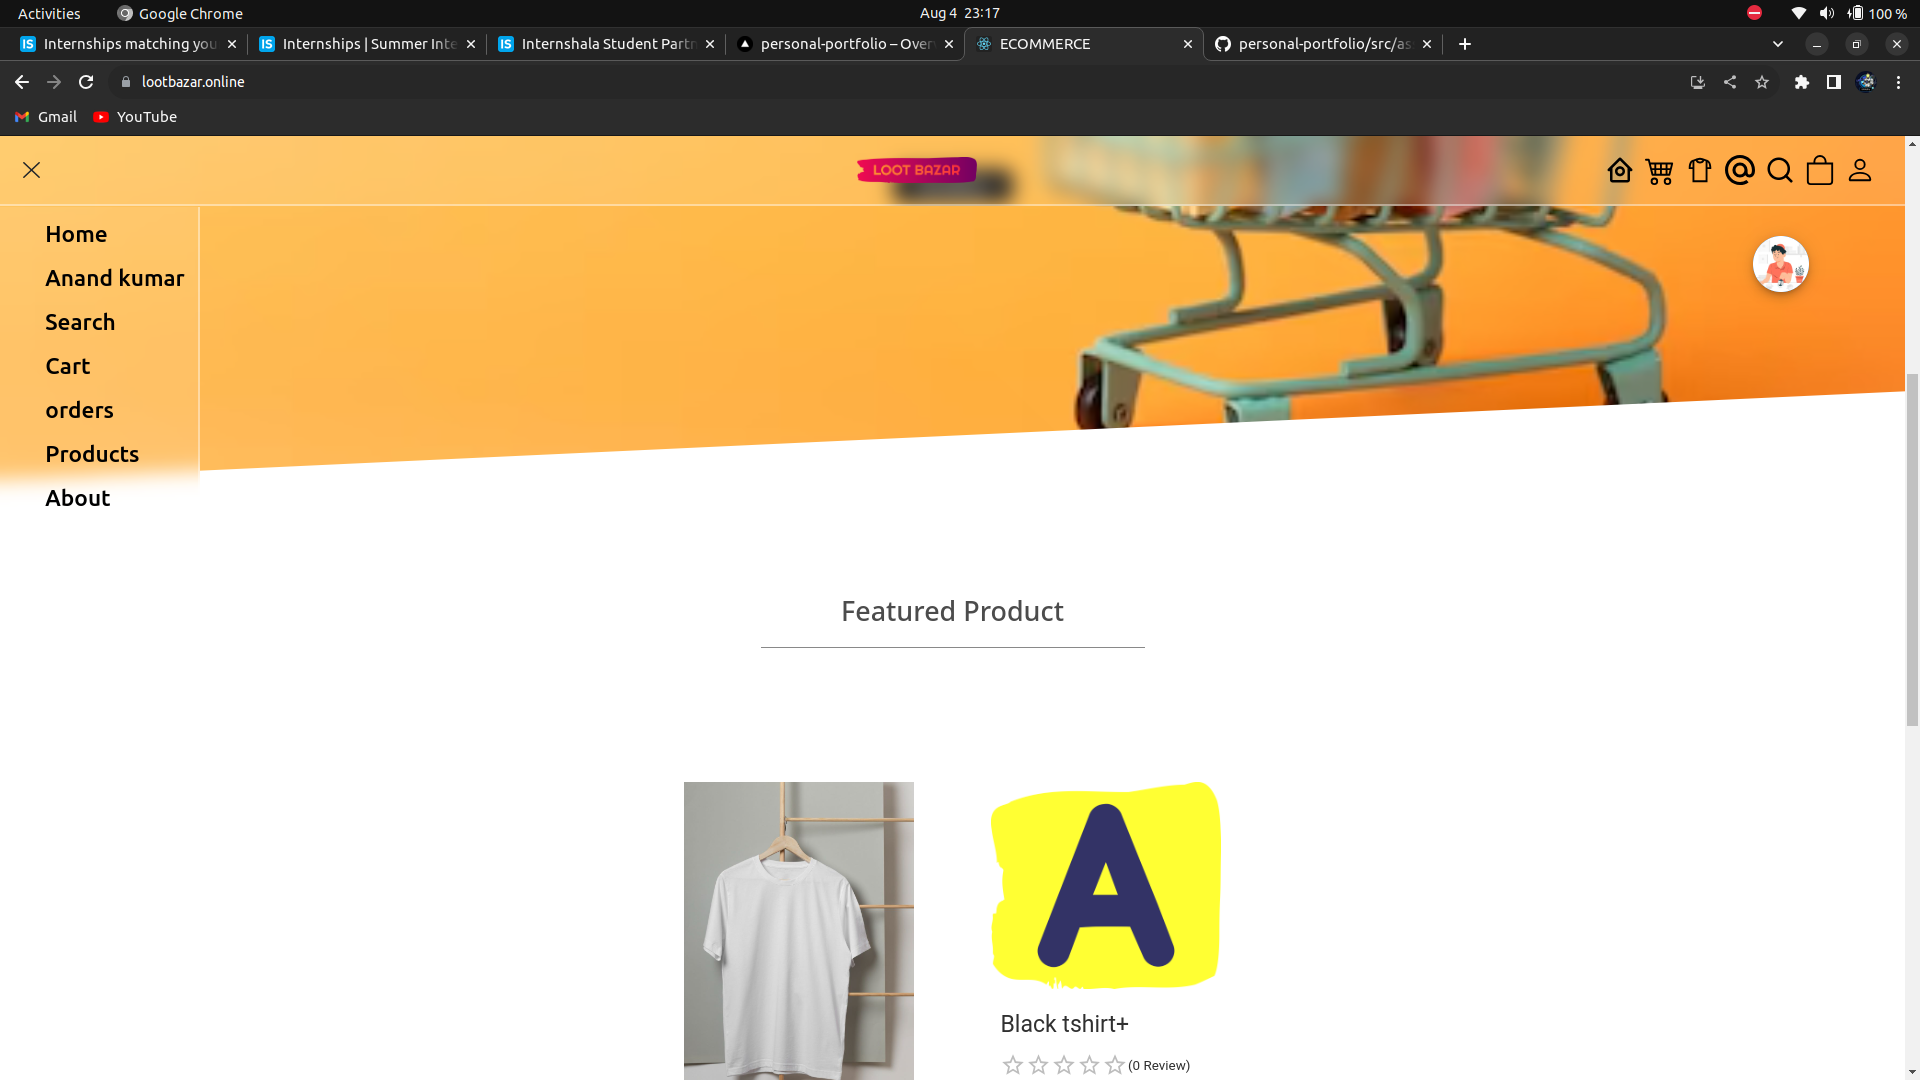 Activities Google Chrome Aug 4 23:17 100 %
Internships matching you Internships | Summer Inte Internshala Student Partn personal-portfolio – Over ECOMMERCE personal-portfolio/src/as
lootbazar.online
Gmail YouTube
LOOT BAZAR
Home
Anand kumar
Search
Cart
orders
Products
About
Featured Product
A
Black tshirt+
(0 Review)